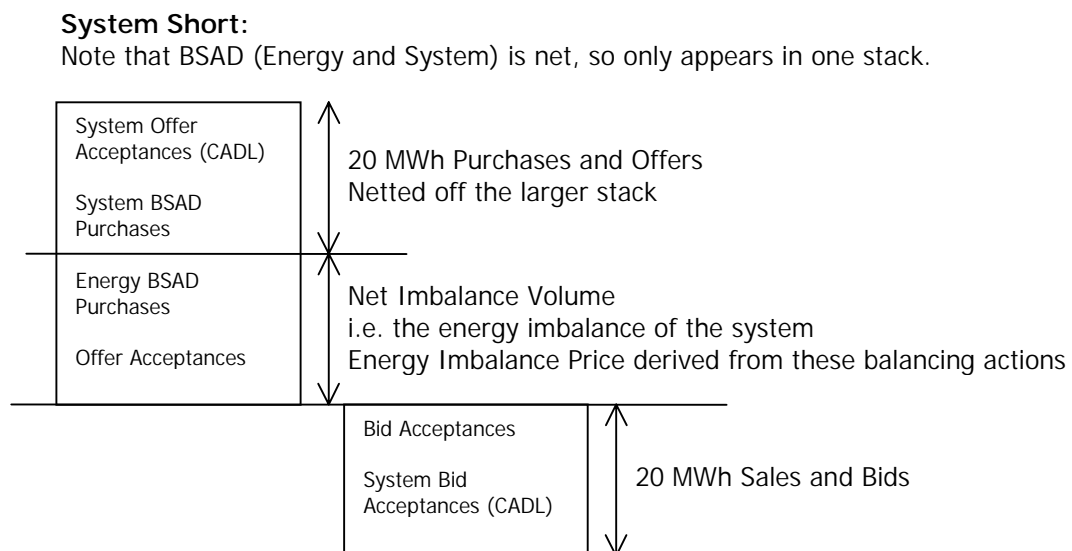 System Short:
Note that BSAD (Energy and System) is net, so only appears in one stack.
System Offer
Acceptances (CADL)
System BSAD
Purchases
20 MWh Purchases and Offers
Netted off the larger stack
Energy BSAD
Purchases
Offer Acceptances
Net Imbalance Volume
i.e. the energy imbalance of the system
Energy Imbalance Price derived from these balancing actions
Bid Acceptances
System Bid
Acceptances (CADL)
20 MWh Sales and Bids